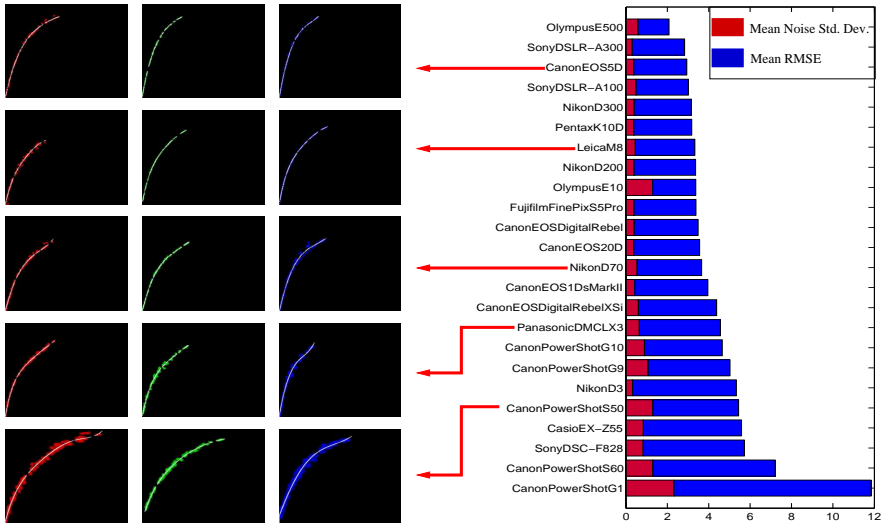 Mean Noise Std. Dev.
Mean RMSE
OlympusE500
SonyDSLR-A300
CanonEOS5D
SonyDSLR-A100
NikonD300
PentaxK10D
LeicaM8
NikonD200
OlympusE10
FujifilmFinePixS5Pro
CanonEOSDigitalRebel
CanonEOS20D
NikonD70
CanonEOS1DsMarkII
CanonEOSDigitalRebelXSi
PanasonicDMCLX3
CanonPowerShotG10
CanonPowerShotG9
NikonD3
CanonPowerShotS50
CasioEX-Z55
SonyDSC-F828
CanonPowerShotS60
CanonPowerShotG1
0 2 4 6 8 10 12